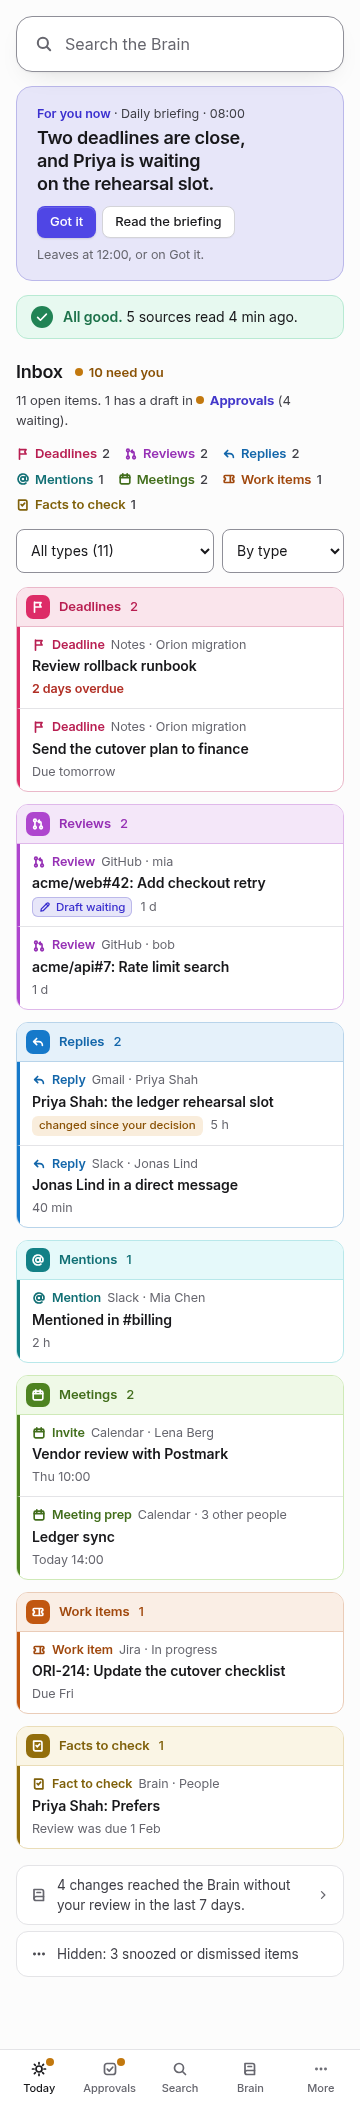 Search the Brain
For you now · Daily briefing · 08:00
Two deadlines are close,
and Priya is waiting
on the rehearsal slot.
Got it
Read the briefing
Leaves at 12:00, or on Got it.
All good. 5 sources read 4 min ago.
Inbox 10 need you
11 open items. 1 has a draft in Approvals (4
waiting).
Deadlines 2 Reviews 2 Replies 2
Mentions 1 Meetings 2 Work items 1
Facts to check 1
All types (11) By type
Deadlines 2
Deadline Notes · Orion migration
Review rollback runbook
2 days overdue
Deadline Notes · Orion migration
Send the cutover plan to finance
Due tomorrow
Reviews 2
Review GitHub · mia
acme/web#42: Add checkout retry
Draft waiting 1 d
Review GitHub · bob
acme/api#7: Rate limit search
1 d
Replies 2
Reply Gmail · Priya Shah
Priya Shah: the ledger rehearsal slot
changed since your decision 5 h
Reply Slack · Jonas Lind
Jonas Lind in a direct message
40 min
Mentions 1
Mention Slack · Mia Chen
Mentioned in #billing
2 h
Meetings 2
Invite Calendar · Lena Berg
Vendor review with Postmark
Thu 10:00
Meeting prep Calendar · 3 other people
Ledger sync
Today 14:00
Work items 1
Work item Jira · In progress
ORI-214: Update the cutover checklist
Due Fri
Facts to check 1
Fact to check Brain · People
Priya Shah: Prefers
Review was due 1 Feb
4 changes reached the Brain without
your review in the last 7 days.
Hidden: 3 snoozed or dismissed items
Today Approvals Search Brain More